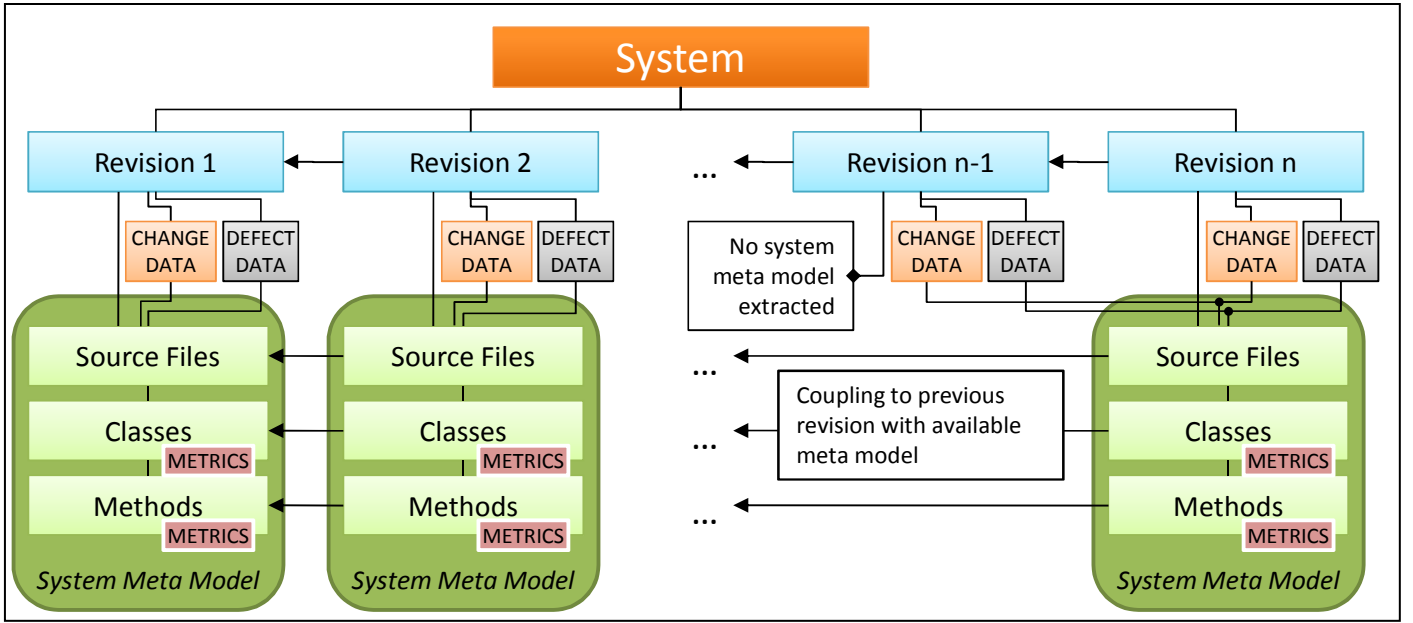 System
Revision 1
Revision 2
...
Revision n-1
Revision n
CHANGE
DATA
DEFECT
DATA
CHANGE
DATA
DEFECT
DATA
No system
meta model
extracted
CHANGE
DATA
DEFECT
DATA
CHANGE
DATA
DEFECT
DATA
Source Files
Source Files
...
Source Files
Classes
METRICS
Classes
METRICS
...
Coupling to previous
revision with available
meta model
Classes
METRICS
Methods
METRICS
Methods
METRICS
...
Methods
METRICS
System Meta Model
System Meta Model
System Meta Model